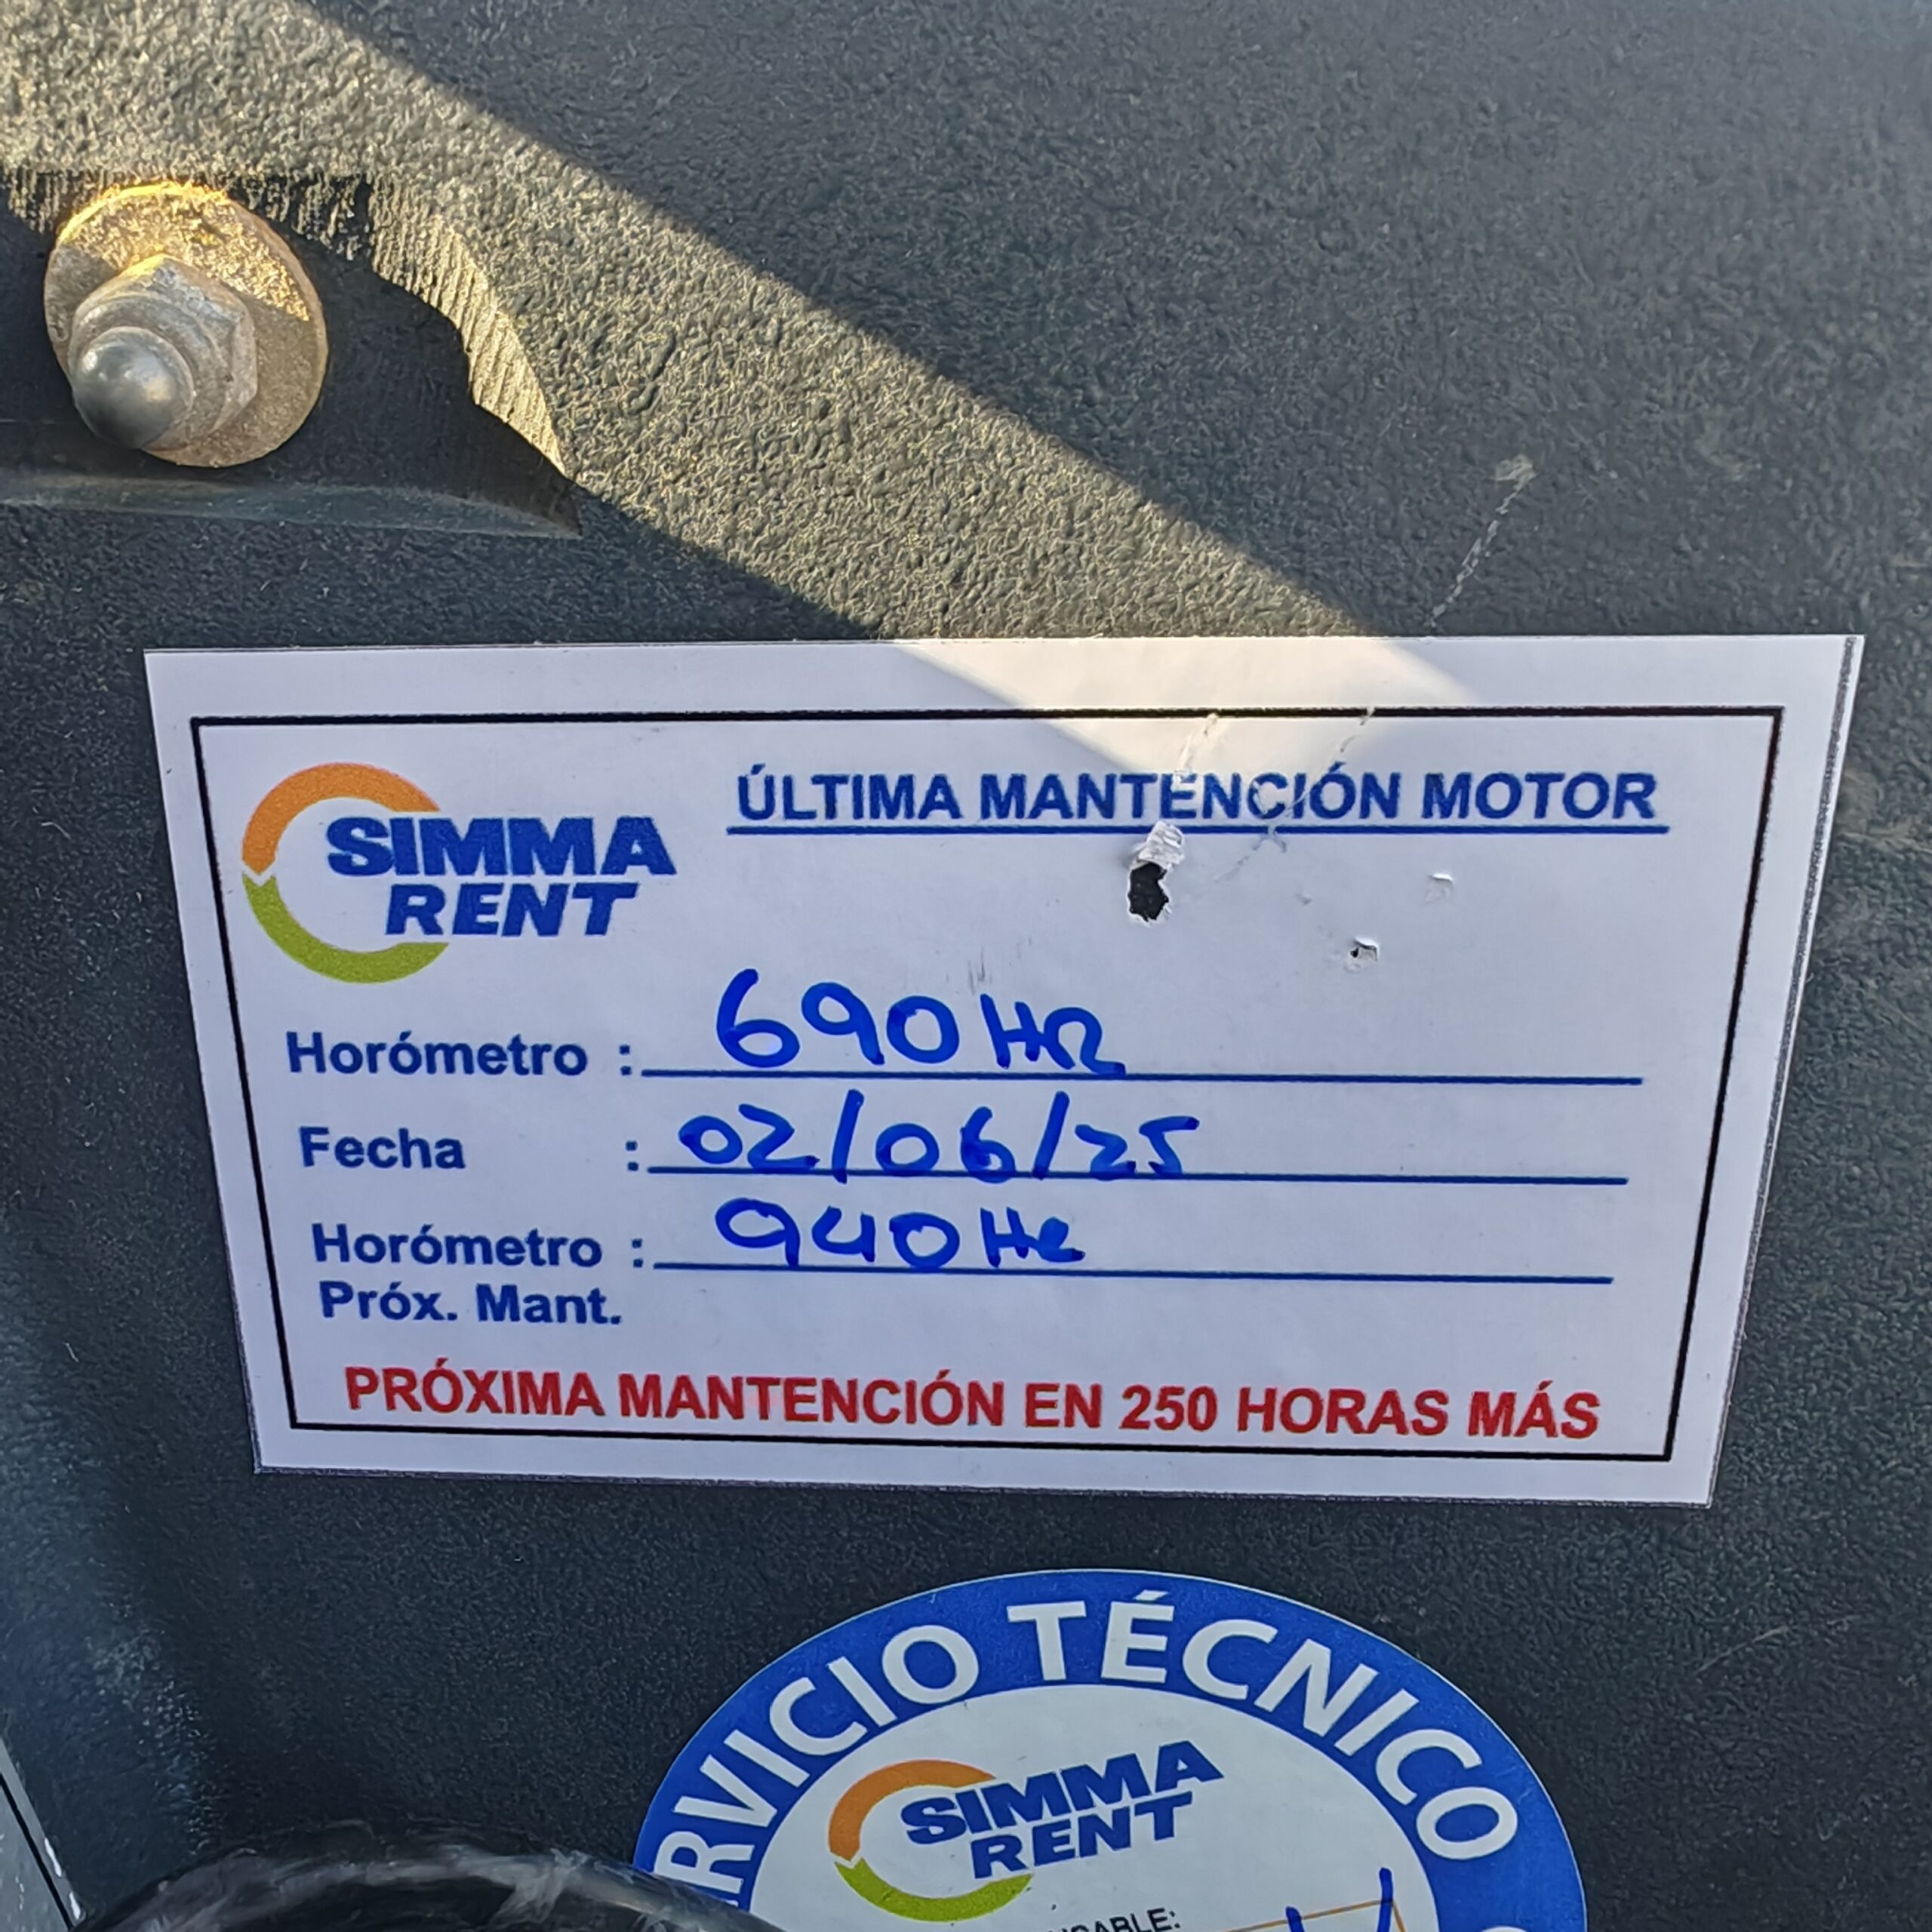 SIMMA
RENT
ÚLTIMA MANTENCIÓN MOTOR
Horómetro : 690 HR
Fecha : 02/06/25
Horómetro : 940 HR
Próx. Mant.
PRÓXIMA MANTENCIÓN EN 250 HORAS MÁS
RVICIO TÉCNICO
SIMMA
RENT
SABLE: